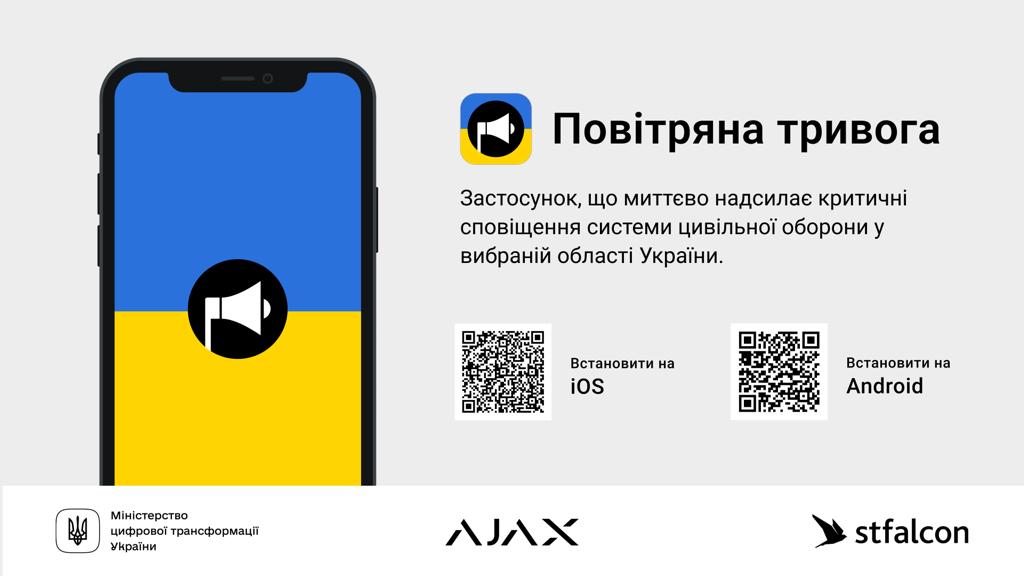 Повітряна тривога
Застосунок, що миттєво надсилає критичні
сповіщення системи цивільної оборони у
вибраній області України.
Встановити на
iOS
Встановити на
Android
Міністерство
цифрової трансформації
України
AJAX
stfalcon